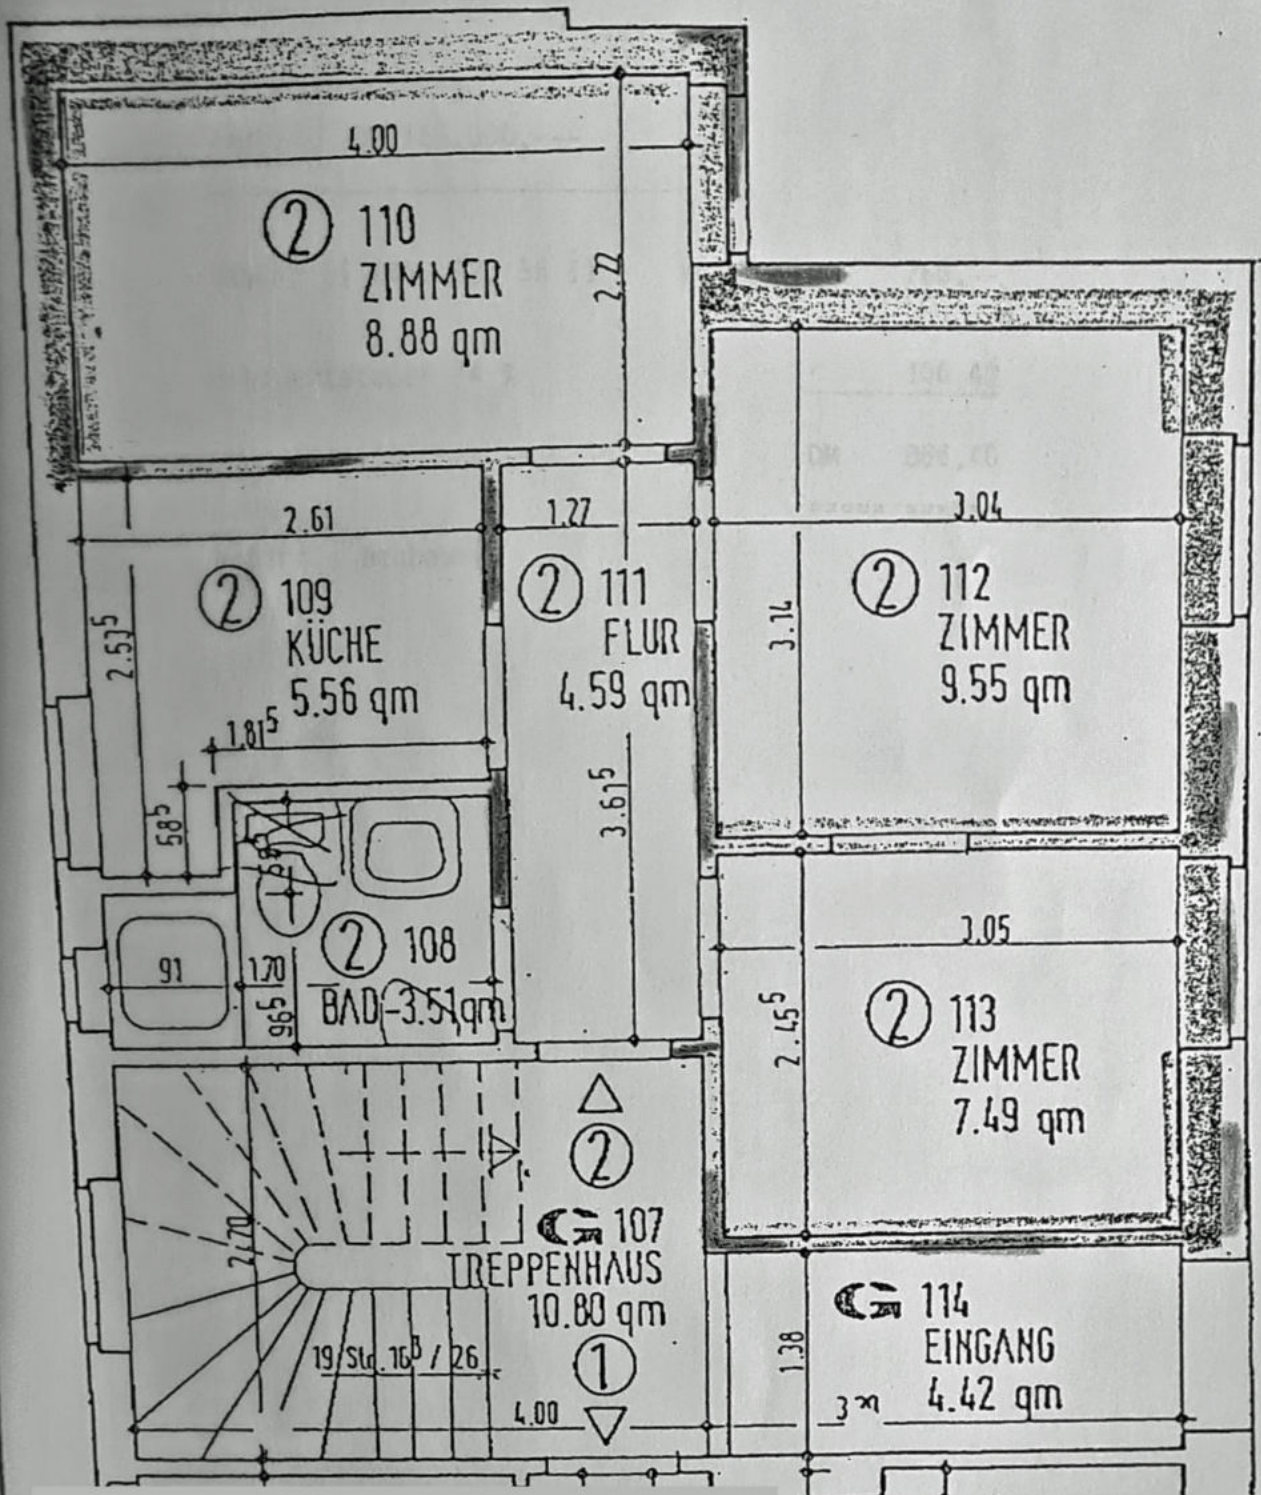 4.00
2 110
ZIMMER
8.88 qm
2.22
2.61
1.27
3.04
2 109
KÜCHE
5.56 qm
2 111
FLUR
4.59 qm
2 112
ZIMMER
9.55 qm
2.53⁵
3.14
1.81⁵
58⁵
3.61⁵
2 108
BAD 3.51 qm
91
1.70
96⁵
3.05
2.45⁵
2 113
ZIMMER
7.49 qm
2
G 107
TREPPENHAUS
10.80 qm
1
2.70
19 Stg. 16³ / 26
4.00
G 114
EINGANG
4.42 qm
1.38